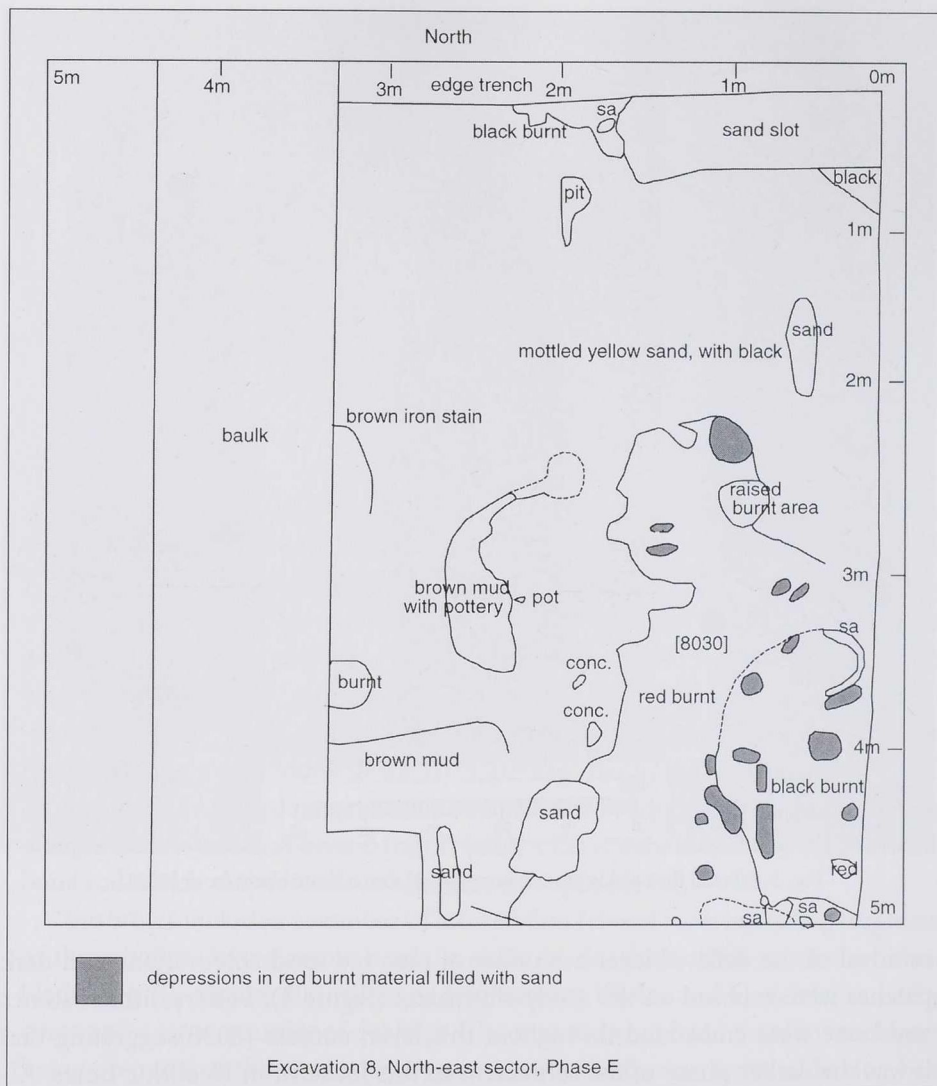 North
5m
4m
3m
2m
1m
0m
edge trench
sa
black burnt
sand slot
black
pit
1m
sand
mottled yellow sand, with black
2m
brown iron stain
baulk
raised
burnt area
3m
brown mud
with pottery
pot
sa
[8030]
conc.
burnt
red burnt
conc.
4m
brown mud
black burnt
sand
sand
red
5m
sa
sa
depressions in red burnt material filled with sand
Excavation 8, North-east sector, Phase E